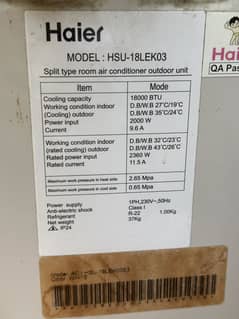 Haier
MODEL : HSU-18LEK03
Split type room air conditioner outdoor unit
Item Mode
Cooling capacity 18000 BTU
Working condition indoor D.B/W.B 27°C/19°C
(Cooling) outdoor D.B/W.B 35°C/24°C
Power input 2000 W
Current 9.6 A
Working condition indoor D.B/W.B 32°C/23°C
(rated cooling) outdoor D.B/W.B 43°C/26°C
Rated power input 2360 W
Rated current 11.5 A
Maximum work pressure in heat side 2.65 Mpa
Maximum work pressure in cool side 0.65 Mpa
Power supply 1PH,230V~,50Hz
Anti-electric shock Class I
Refrigerant R-22 1.00Kg
Net weight 37Kg
IP24
Hai
QA Pas